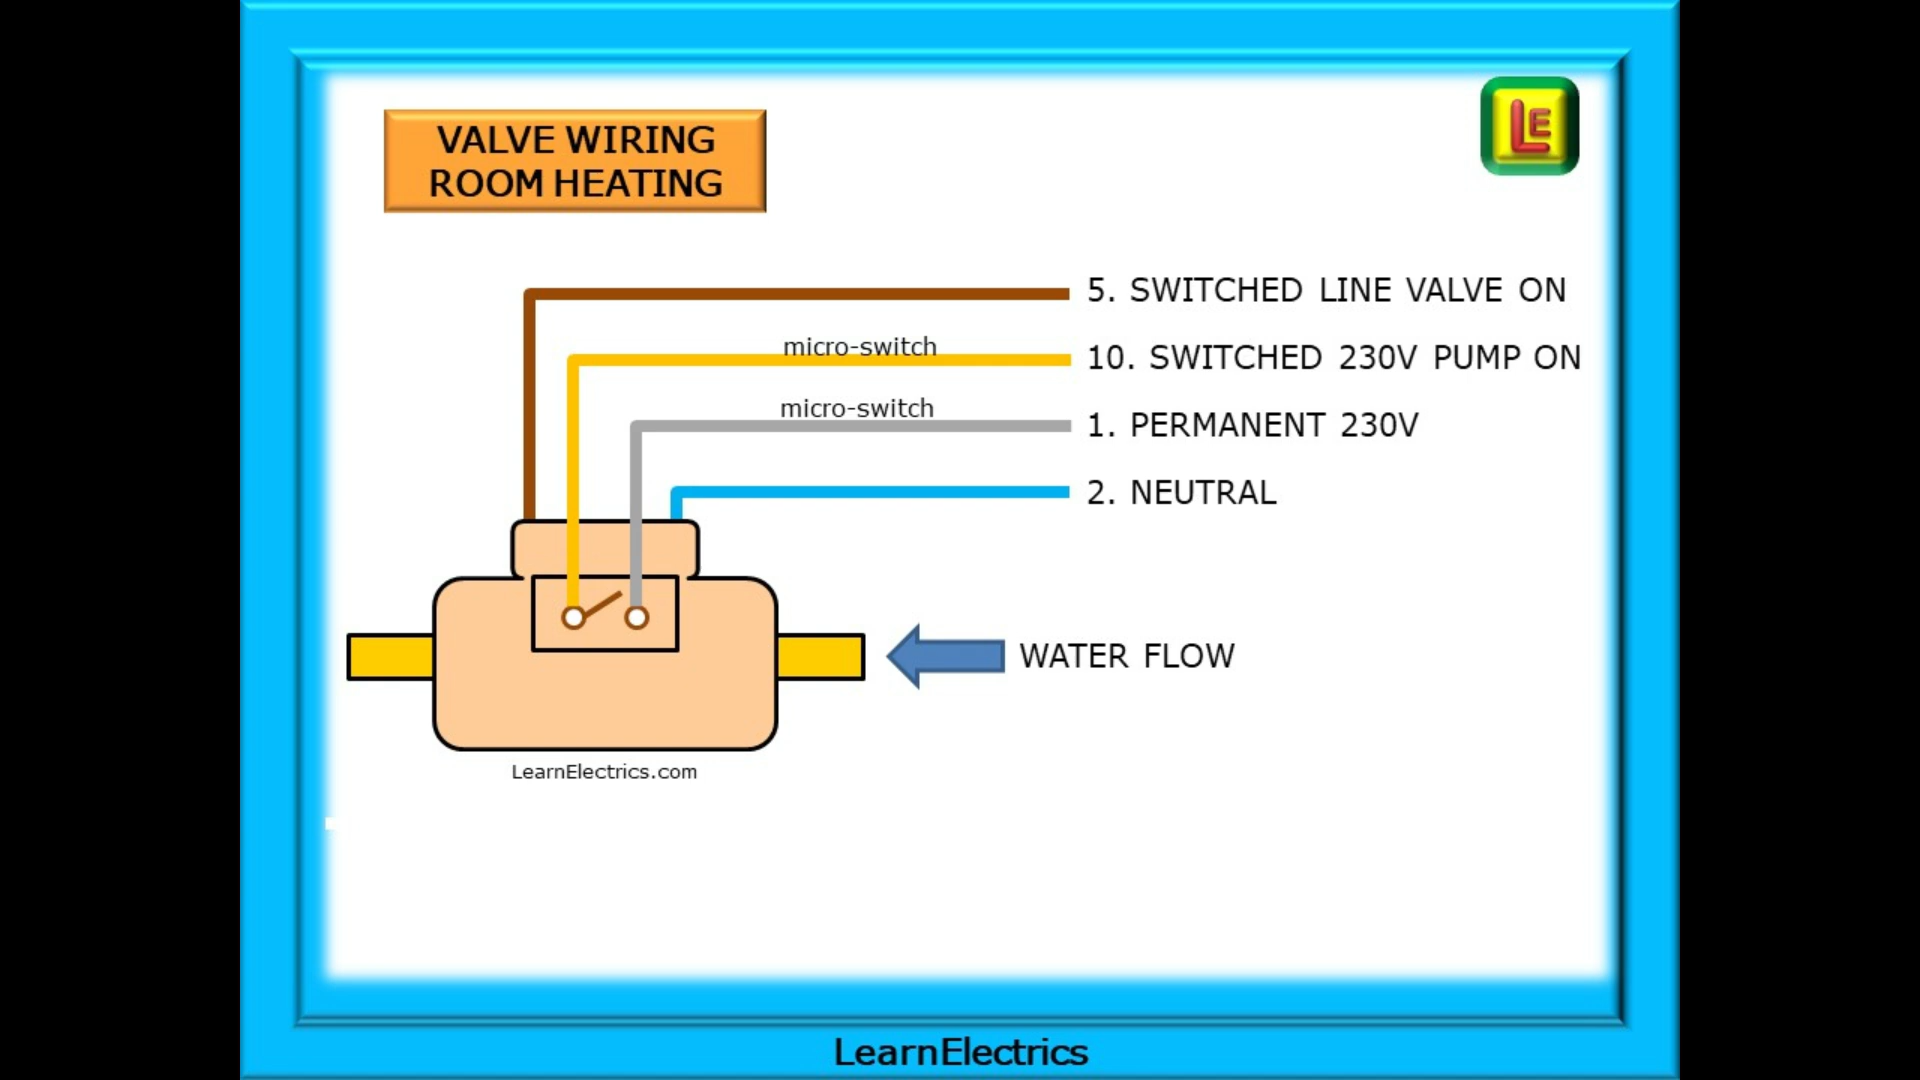 VALVE WIRING
ROOM HEATING
LE
5. SWITCHED LINE VALVE ON
micro-switch
10. SWITCHED 230V PUMP ON
micro-switch
1. PERMANENT 230V
2. NEUTRAL
WATER FLOW
LearnElectrics.com
LearnElectrics